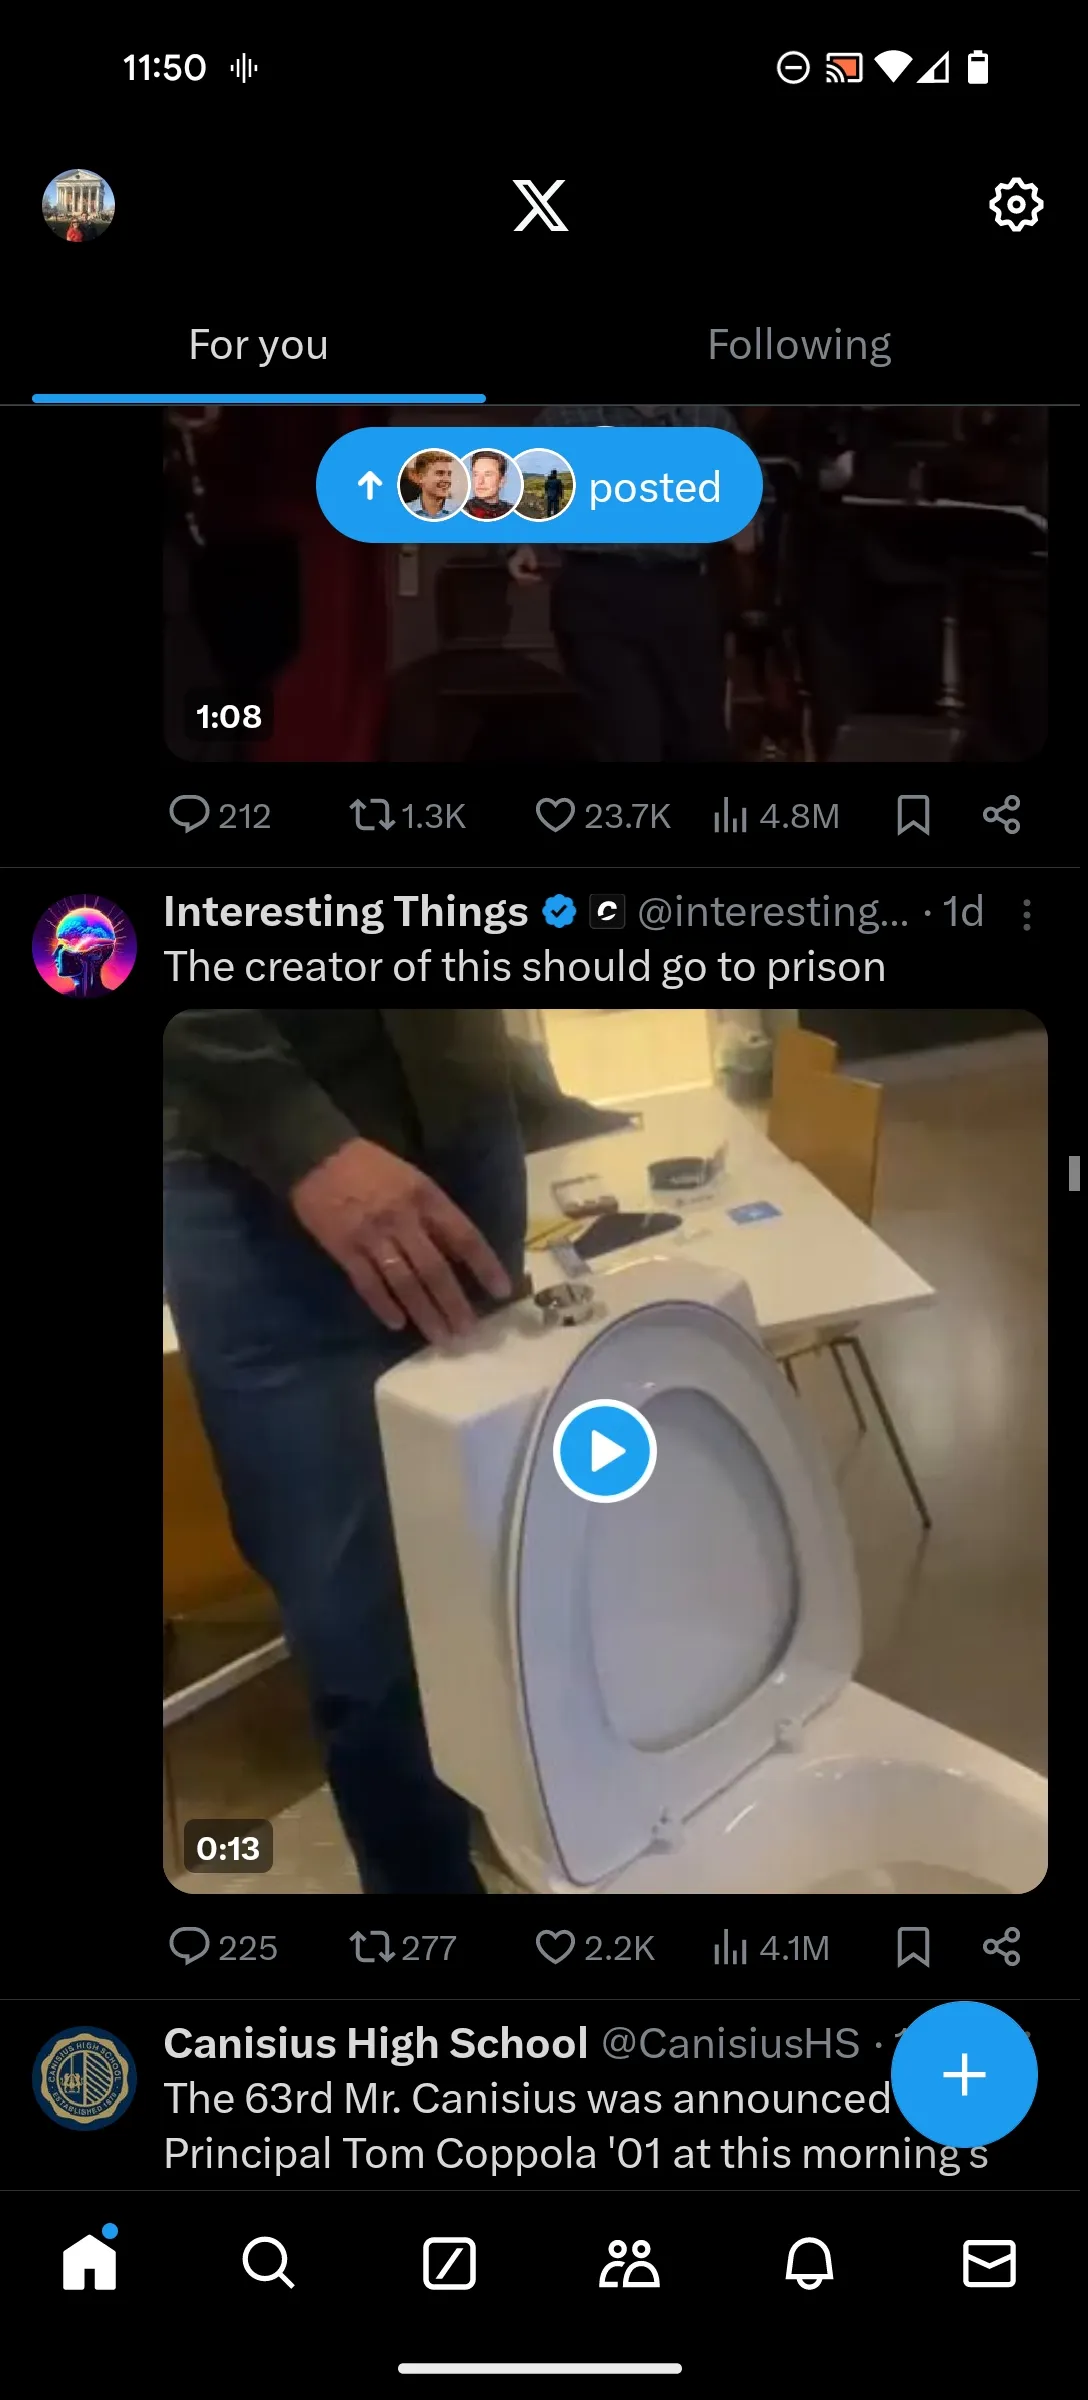 11:50
For you
Following
posted
1:08
212
1.3K
23.7K
4.8M
Interesting Things @interesting... · 1d
The creator of this should go to prison
0:13
225
277
2.2K
4.1M
Canisius High School @CanisiusHS ·
The 63rd Mr. Canisius was announced
Principal Tom Coppola '01 at this morning's